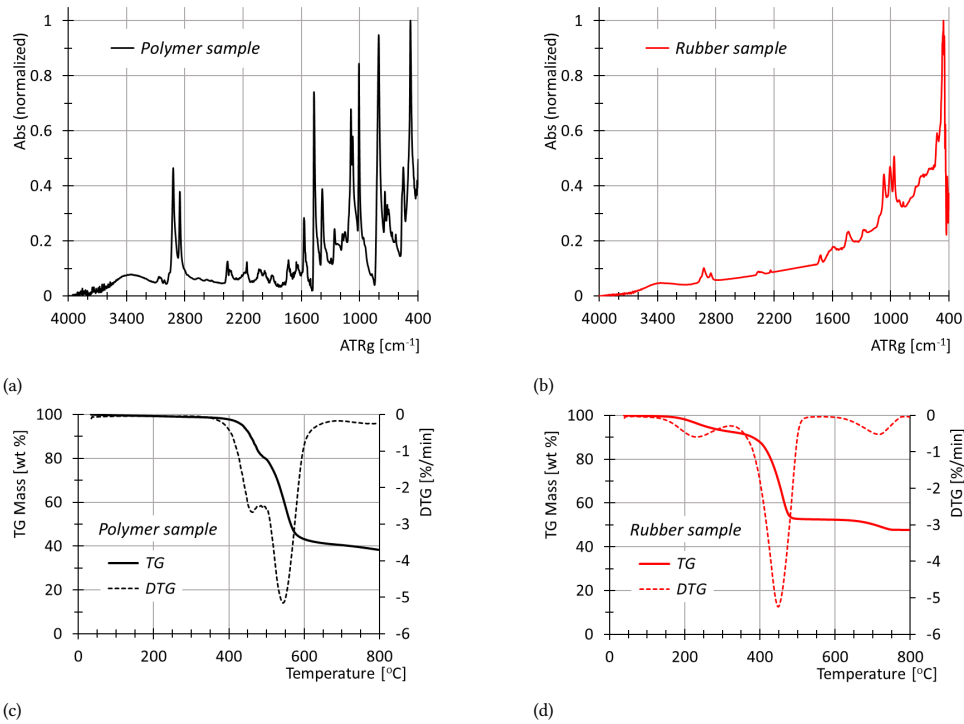 Abs (normalized)
1
0.8
0.6
0.4
0.2
0
Polymer sample
4000 3400 2800 2200 1600 1000 400
ATRg [cm-1]
(a)
Abs (normalized)
1
0.8
0.6
0.4
0.2
0
Rubber sample
4000 3400 2800 2200 1600 1000 400
ATRg [cm-1]
(b)
TG Mass [wt %]
100
80
60
40
20
0
Polymer sample
TG
DTG
0 200 400 600 800
Temperature [oC]
0
-1
-2
-3
-4
-5
-6
DTG [%/min]
(c)
TG Mass [wt %]
100
80
60
40
20
0
Rubber sample
TG
DTG
0 200 400 600 800
Temperature [oC]
0
-1
-2
-3
-4
-5
-6
DTG [%/min]
(d)